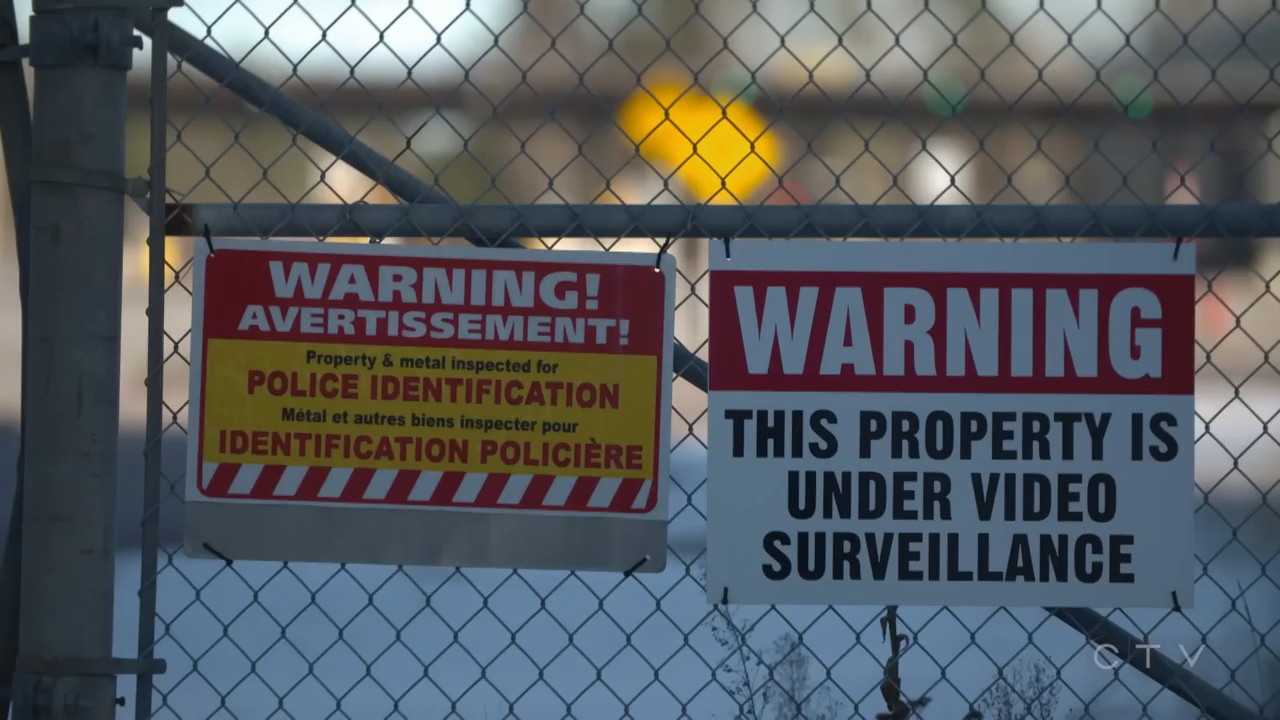 WARNING!
AVERTISSEMENT!
Property & metal inspected for
POLICE IDENTIFICATION
Métal et autres biens inspecter pour
IDENTIFICATION POLICIÈRE
WARNING
THIS PROPERTY IS
UNDER VIDEO
SURVEILLANCE
CTV